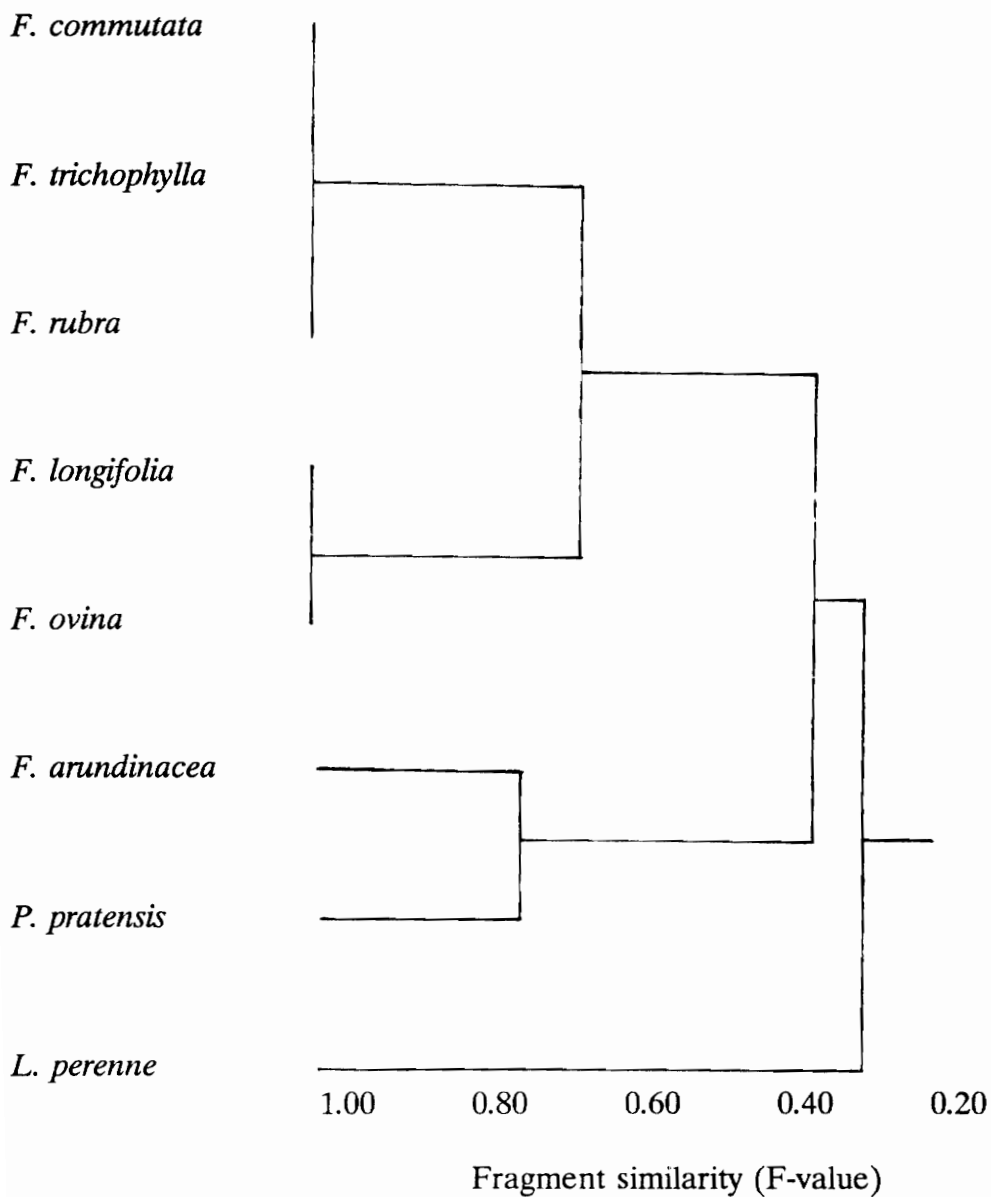 F. commutata
F. trichophylla
F. rubra
F. longifolia
F. ovina
F. arundinacea
P. pratensis
L. perenne
1.00 0.80 0.60 0.40 0.20
Fragment similarity (F-value)